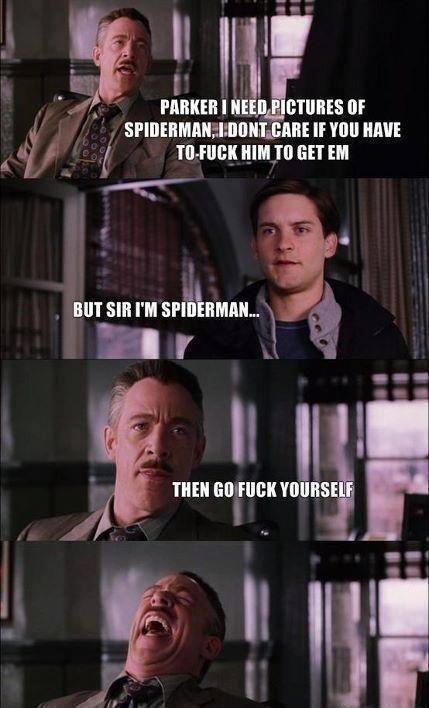 PARKER I NEED PICTURES OF
SPIDERMAN, I DONT CARE IF YOU HAVE
TO FUCK HIM TO GET EM
BUT SIR I'M SPIDERMAN...
THEN GO FUCK YOURSELF